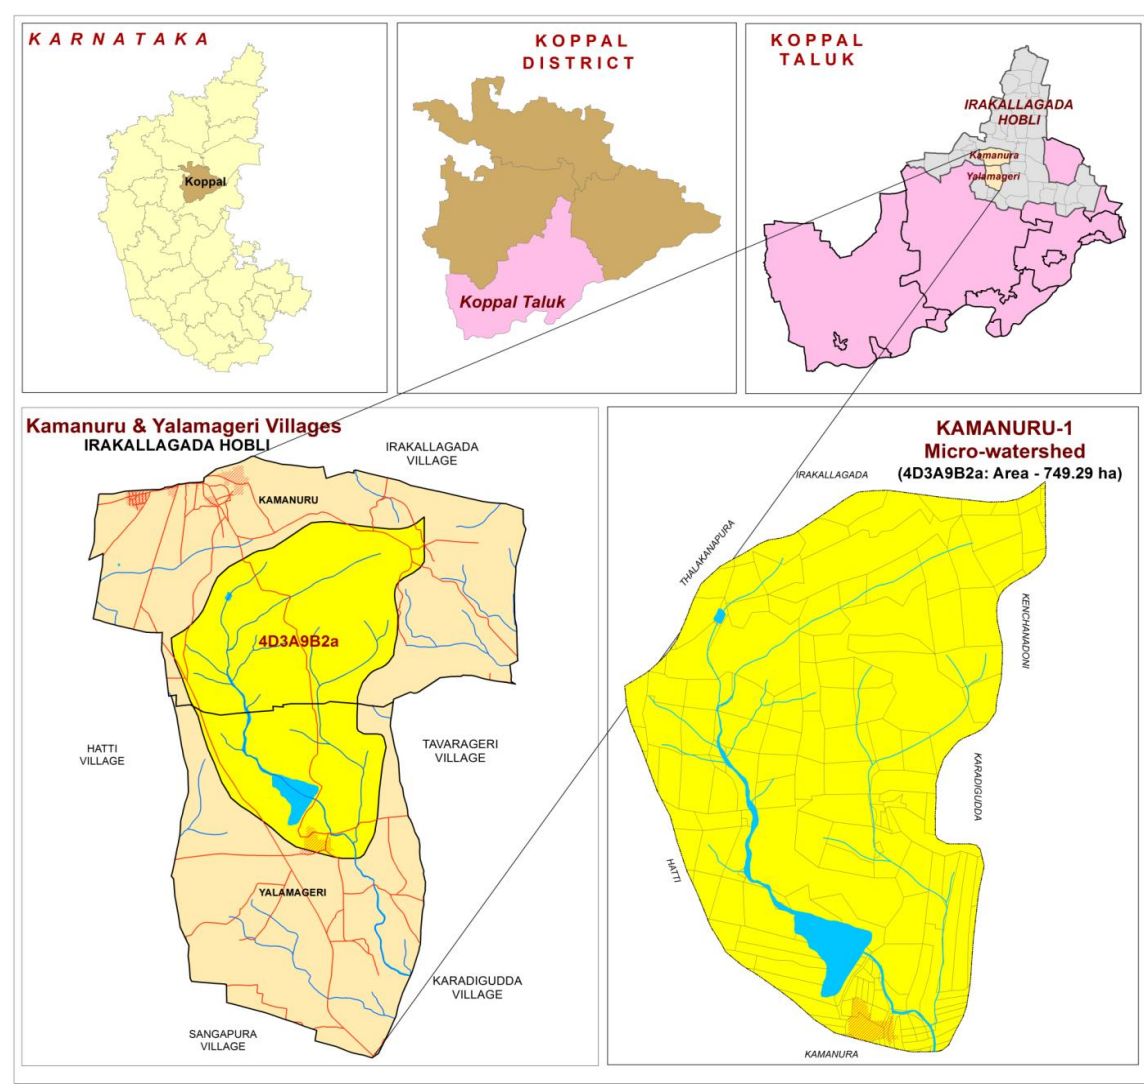 KARNATAKA
Koppal
KOPPAL
DISTRICT
Koppal Taluk
KOPPAL
TALUK
IRAKALLAGADA
HOBLI
Kamanura
Yalamageri
Kamanuru & Yalamageri Villages
IRAKALLAGADA HOBLI
IRAKALLAGADA
VILLAGE
KAMANURU
4D3A9B2a
HATTI
VILLAGE
TAVARAGERI
VILLAGE
YALAMAGERI
KARADIGUDDA
VILLAGE
SANGAPURA
VILLAGE
KAMANURU-1
Micro-watershed
(4D3A9B2a: Area - 749.29 ha)
IRAKALLAGADA
THALAKANAPURA
KENCHANADONI
KARADIGUDDA
HATTI
KAMANURA